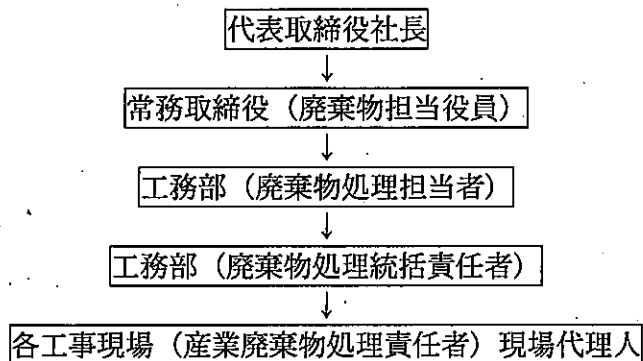 代表取締役社長
↓
常務取締役（廃棄物担当役員）
↓
工務部（廃棄物処理担当者）
↓
工務部（廃棄物処理統括責任者）
↓
各工事現場（産業廃棄物処理責任者）現場代理人